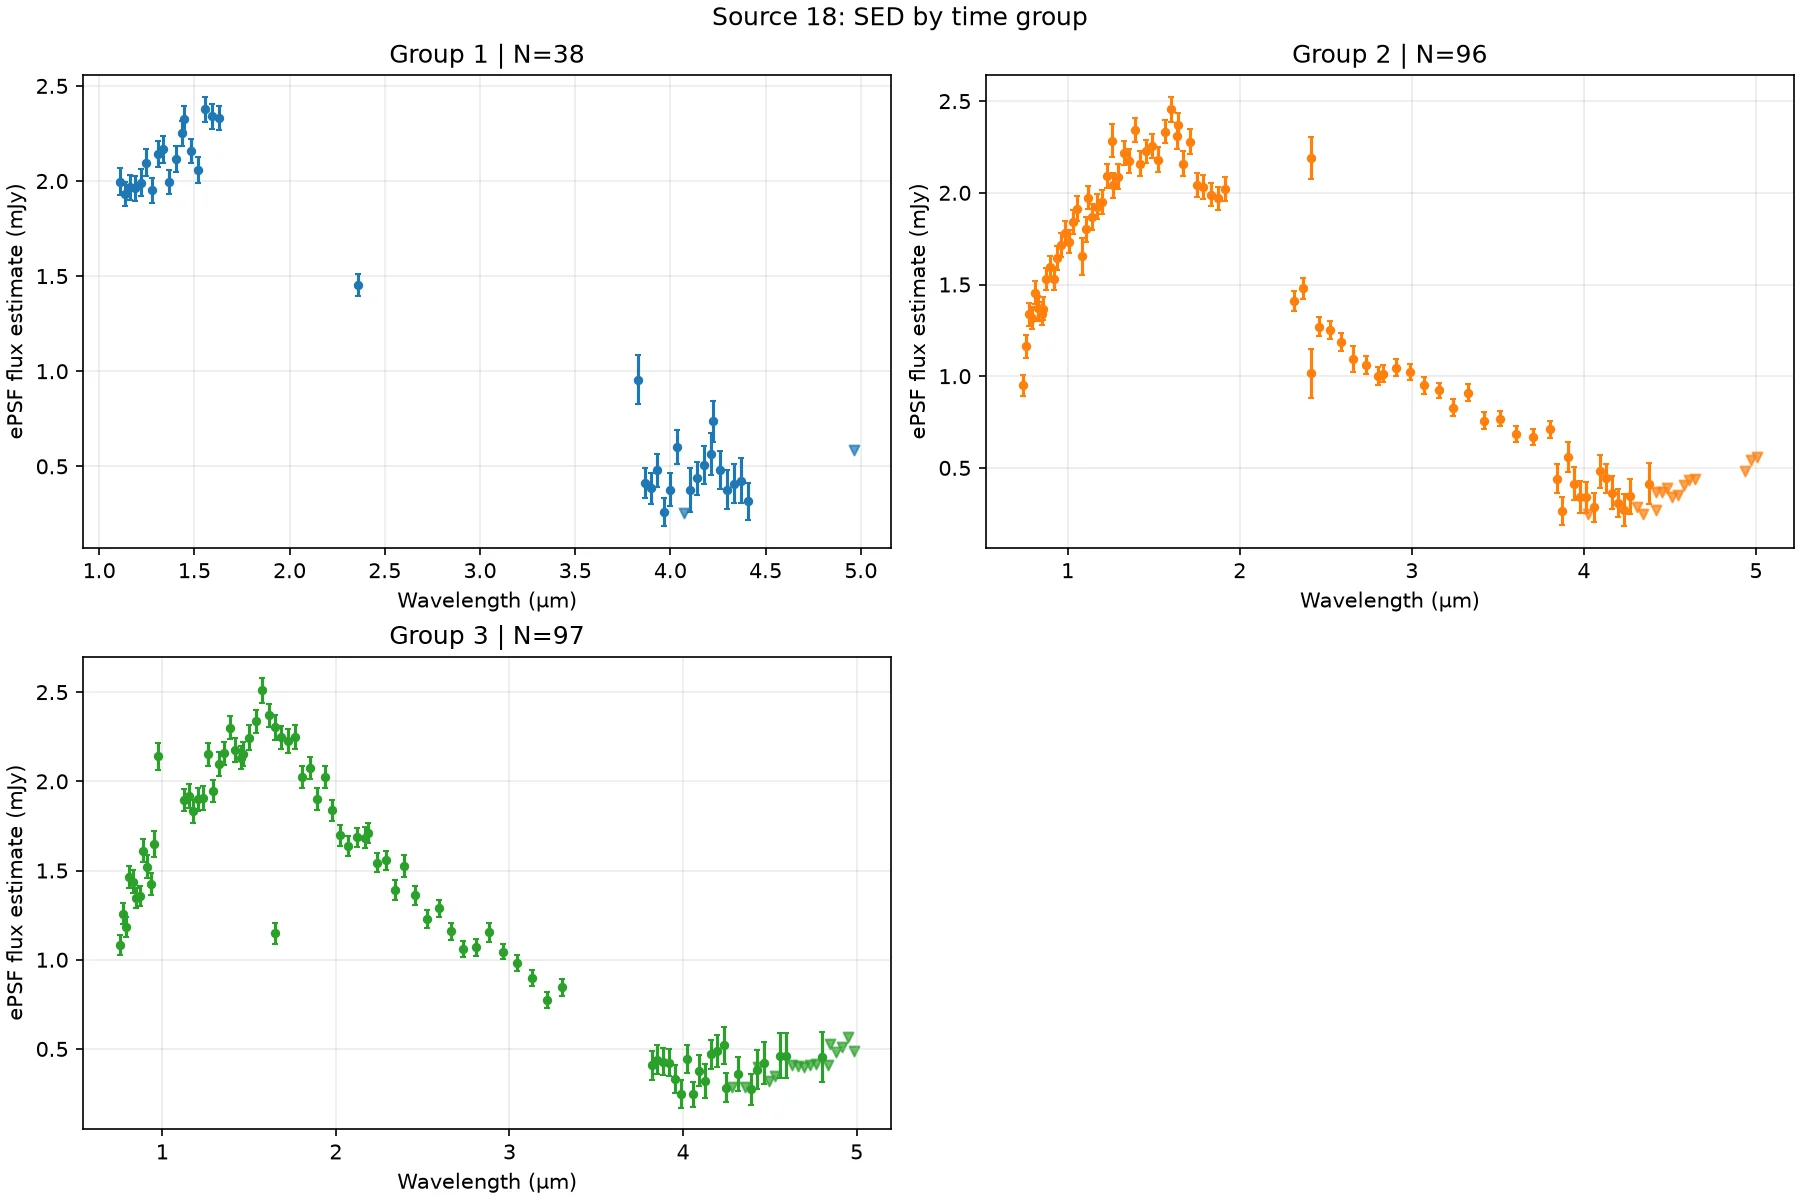 Source 18: SED by time group
Group 1 | N=38
ePSF flux estimate (mJy)
2.5
2.0
1.5
1.0
0.5
1.0 1.5 2.0 2.5 3.0 3.5 4.0 4.5 5.0
Wavelength (µm)
Group 2 | N=96
ePSF flux estimate (mJy)
2.5
2.0
1.5
1.0
0.5
1 2 3 4 5
Wavelength (µm)
Group 3 | N=97
ePSF flux estimate (mJy)
2.5
2.0
1.5
1.0
0.5
1 2 3 4 5
Wavelength (µm)